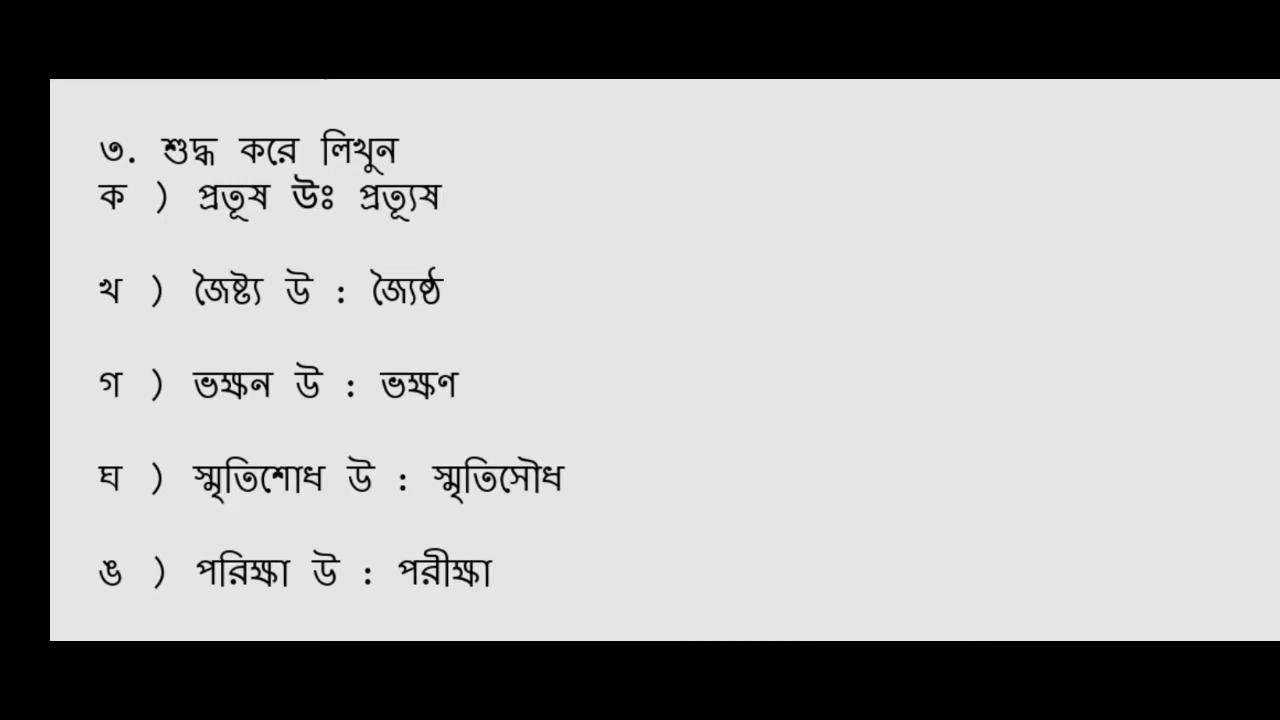 ৩. শুদ্ধ করে লিখুন
ক ) প্রতূষ উঃ প্রত্যূষ
খ ) জৈষ্ট্য উ : জ্যৈষ্ঠ
গ ) ভক্ষন উ : ভক্ষণ
ঘ ) স্মৃতিশোধ উ : স্মৃতিসৌধ
ঙ ) পরিক্ষা উ : পরীক্ষা